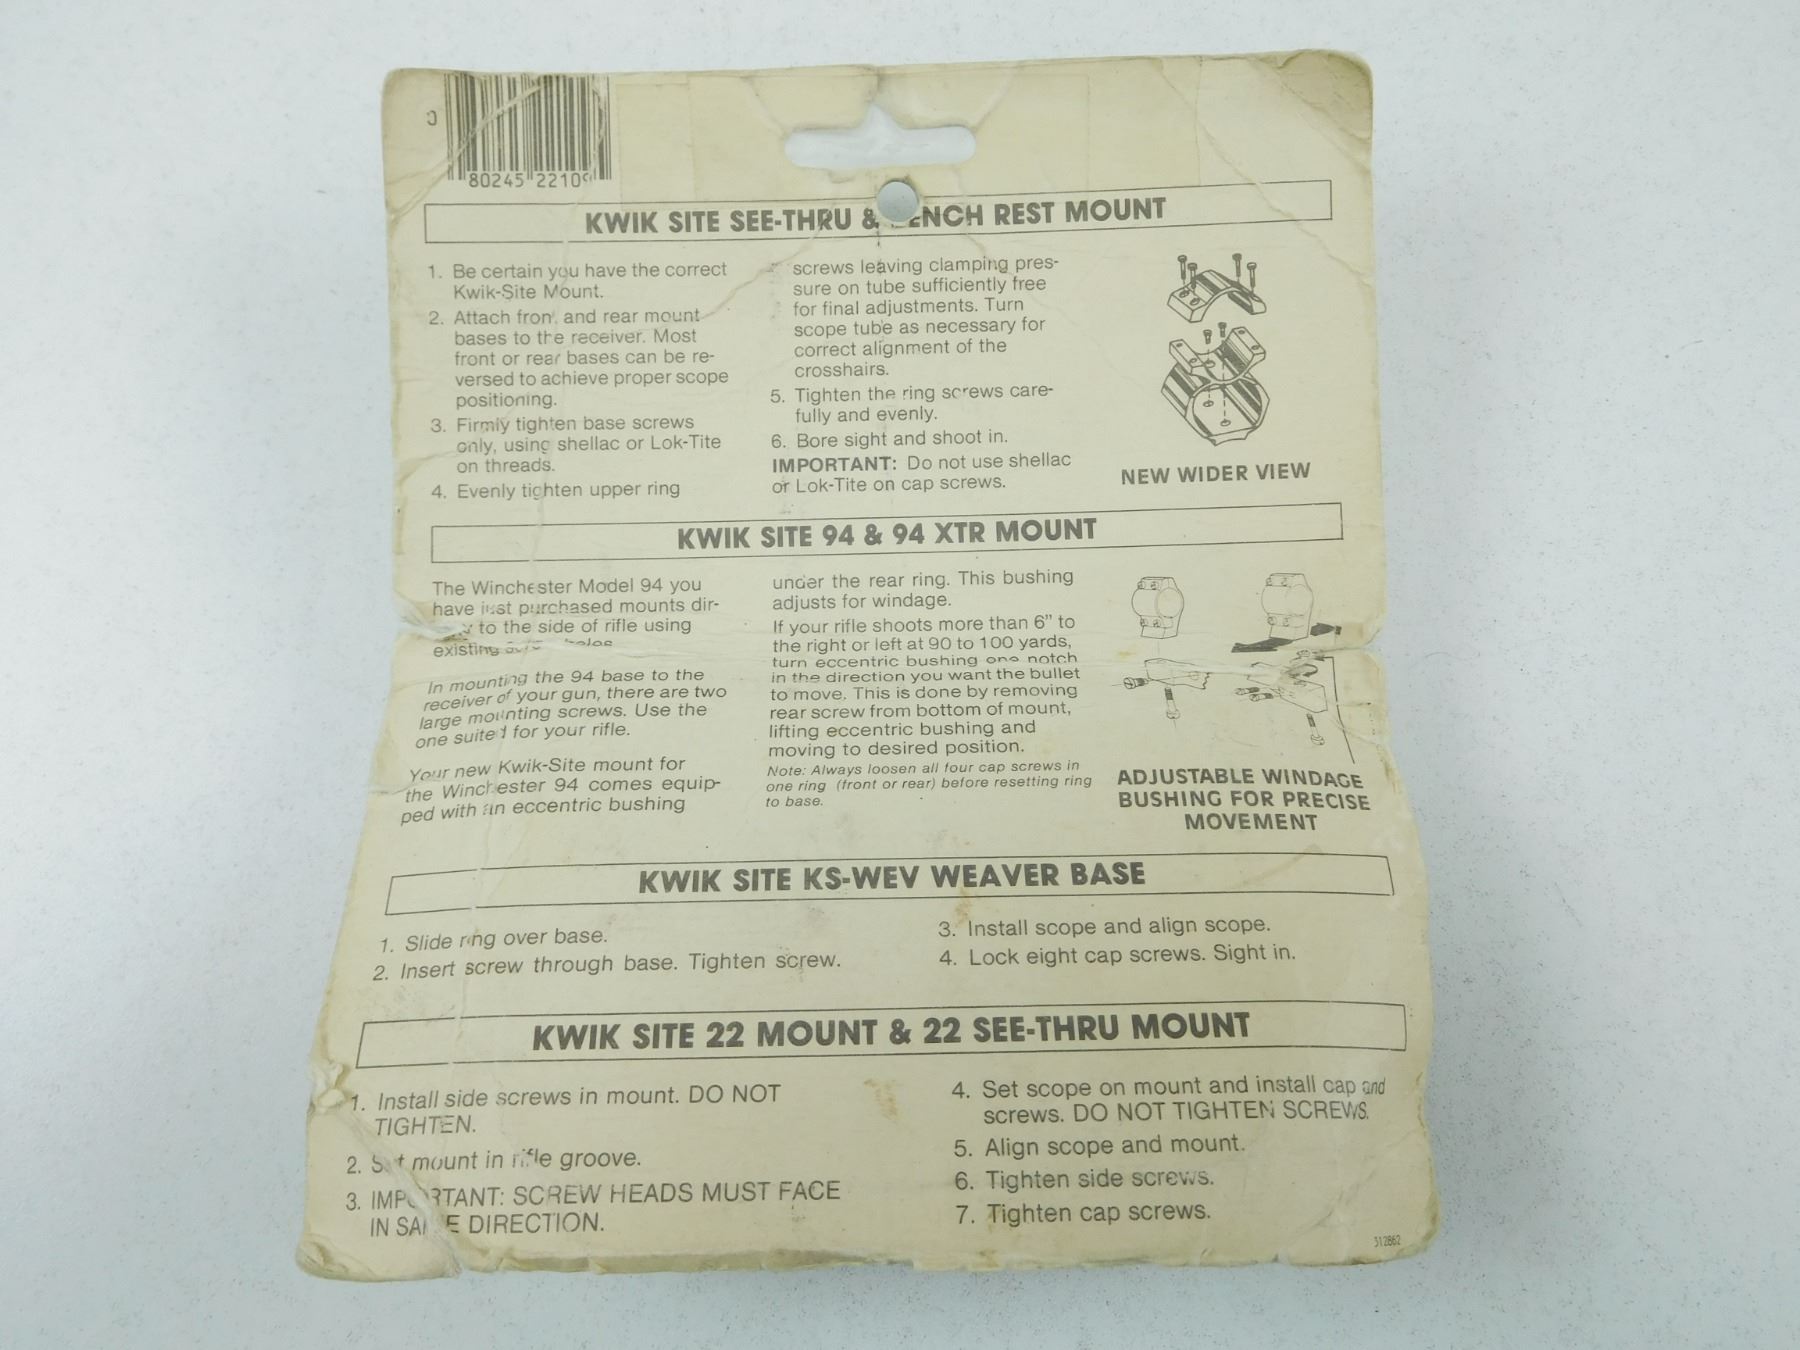 0
80245 2210
KWIK SITE SEE-THRU & ENCH REST MOUNT
1. Be certain you have the correct
Kwik-Site Mount.
2. Attach front and rear mount
bases to the receiver. Most
front or rear bases can be re-
versed to achieve proper scope
positioning.
3. Firmly tighten base screws
only, using shellac or Lok-Tite
on threads.
4. Evenly tighten upper ring
screws leaving clamping pres-
sure on tube sufficiently free
for final adjustments. Turn
scope tube as necessary for
correct alignment of the
crosshairs.
5. Tighten the ring screws care-
fully and evenly.
6. Bore sight and shoot in.
IMPORTANT: Do not use shellac
or Lok-Tite on cap screws.
NEW WIDER VIEW
KWIK SITE 94 & 94 XTR MOUNT
The Winchester Model 94 you
have just purchased mounts dir-
to the side of rifle using
existing holes
In mounting the 94 base to the
receiver of your gun, there are two
large mounting screws. Use the
one suited for your rifle.
Your new Kwik-Site mount for
the Winchester 94 comes equip-
ped with an eccentric bushing
under the rear ring. This bushing
adjusts for windage.
If your rifle shoots more than 6" to
the right or left at 90 to 100 yards,
turn eccentric bushing one notch
in the direction you want the bullet
to move. This is done by removing
rear screw from bottom of mount,
lifting eccentric bushing and
moving to desired position.
Note: Always loosen all four cap screws in
one ring (front or rear) before resetting ring
to base.
ADJUSTABLE WINDAGE
BUSHING FOR PRECISE
MOVEMENT
KWIK SITE KS-WEV WEAVER BASE
1. Slide ring over base.
2. Insert screw through base. Tighten screw.
3. Install scope and align scope.
4. Lock eight cap screws. Sight in.
KWIK SITE 22 MOUNT & 22 SEE-THRU MOUNT
1. Install side screws in mount. DO NOT
TIGHTEN.
2. Set mount in rifle groove.
3. IMPORTANT: SCREW HEADS MUST FACE
IN SAME DIRECTION.
4. Set scope on mount and install cap and
screws. DO NOT TIGHTEN SCREWS.
5. Align scope and mount.
6. Tighten side screws.
7. Tighten cap screws.
312862